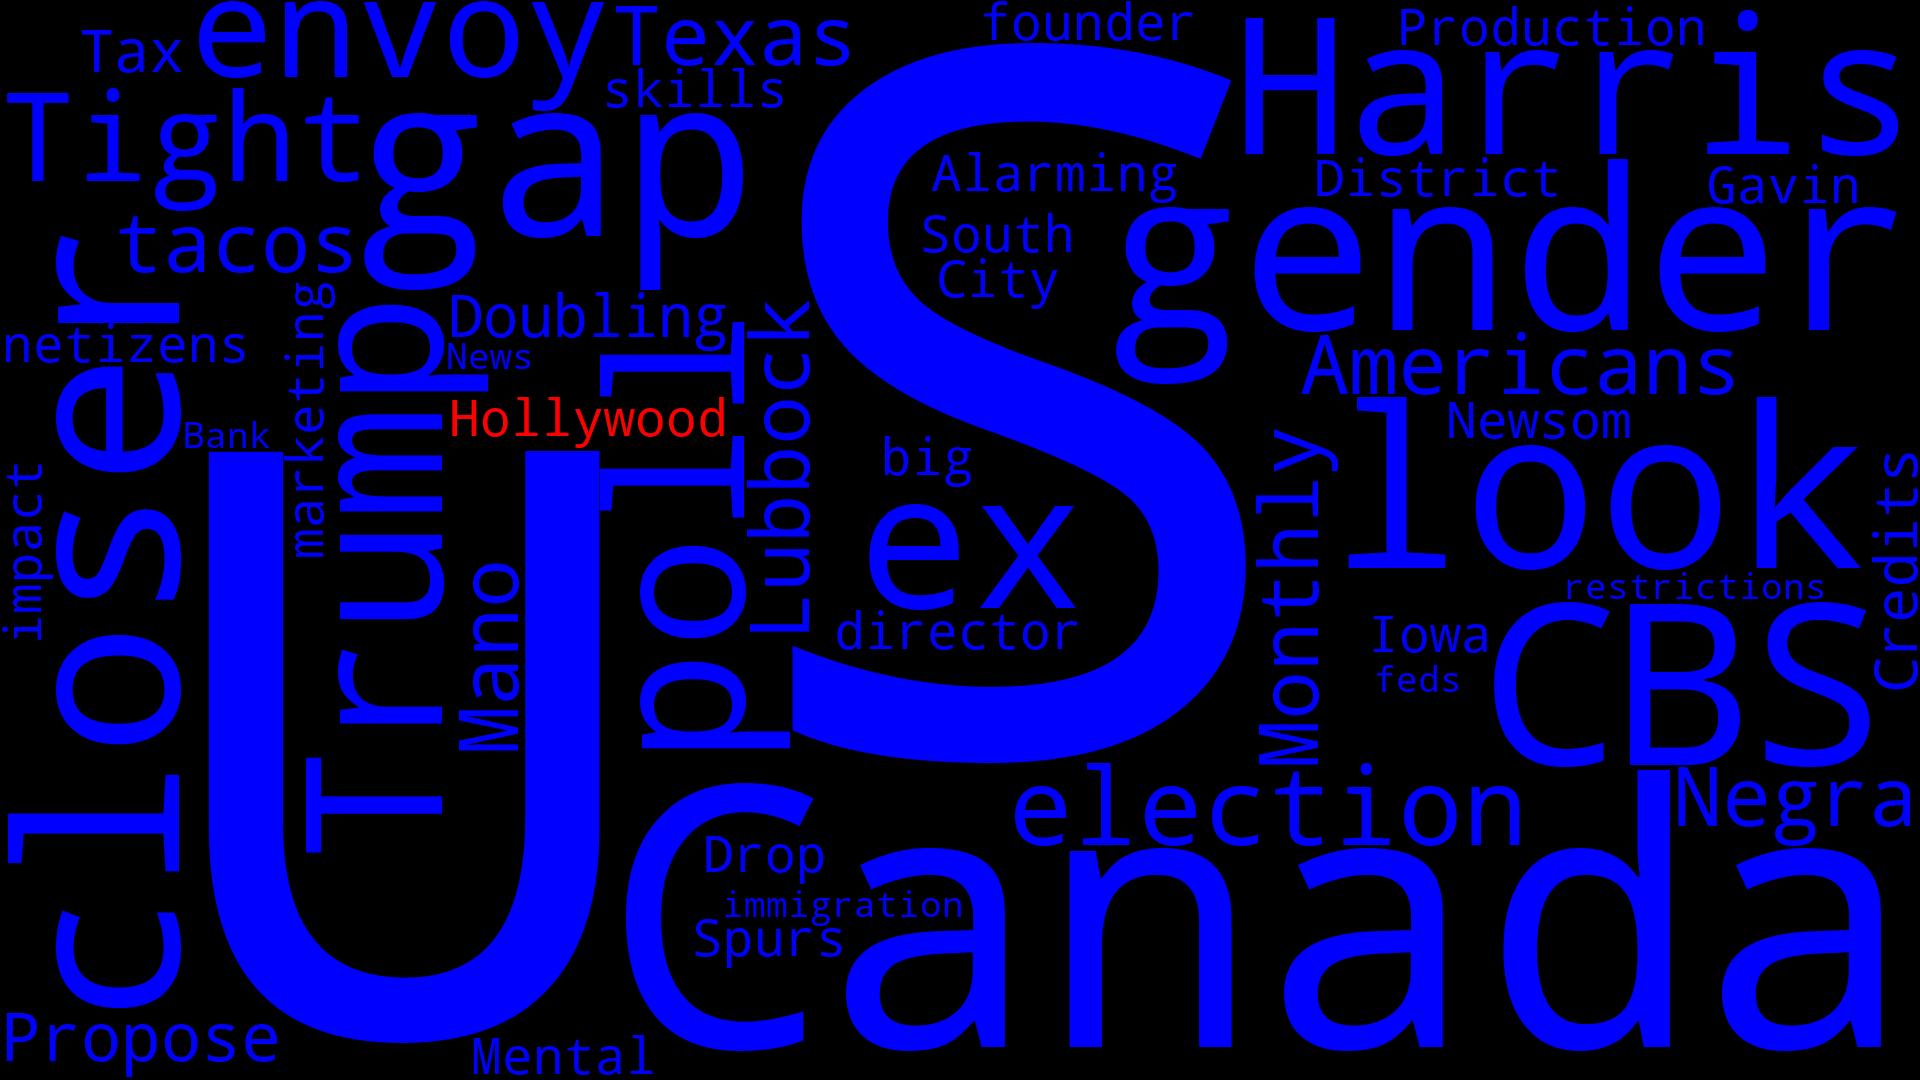 Tax
envoy
Texas
founder
Harris
Production
skills
Tight
gap
Alarming
District
Gavin
gender
tacos
South
City
closer
netizens
marketing
Trump
Doubling
News
Hollywood
poll
Lubbock
S
Americans
Newsom
look
Bank
U
impact
Mano
big
ex
director
Monthly
Credits
restrictions
Iowa
feds
CBS
election
Negra
Canada
Drop
immigration
Spurs
Propose
Mental